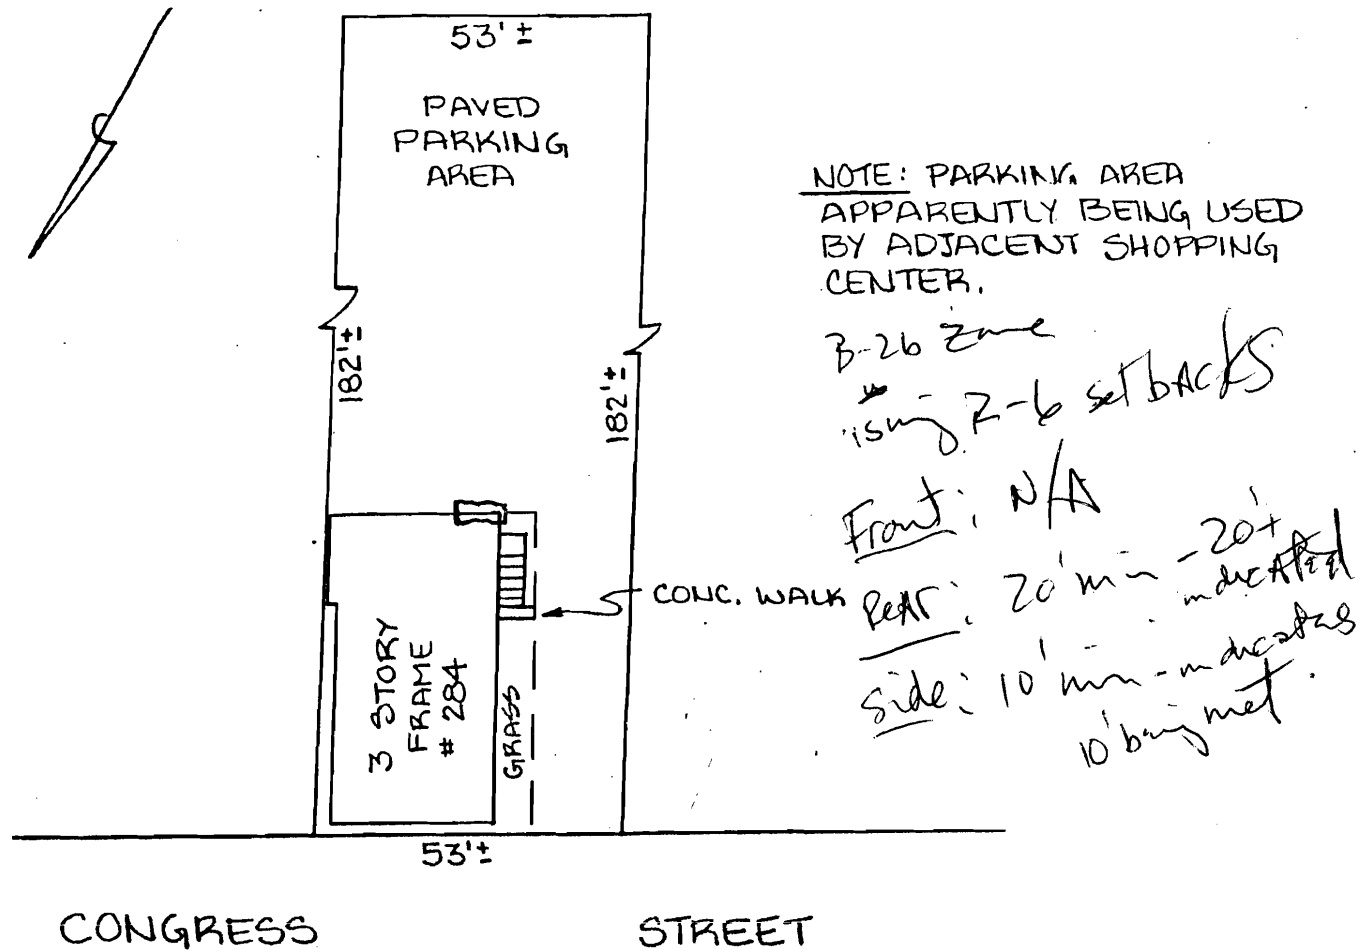 53'±
PAVED
PARKING
AREA
NOTE: PARKING AREA
APPARENTLY BEING USED
BY ADJACENT SHOPPING
CENTER.
182'±
182'±
B-2b Zone
using R-6 setbacks
Front: N/A
Rear: 20' min - 20'+
indicated
side: 10' min - indicates
10' being met
CONC. WALK
3 STORY
FRAME
# 284
GRASS
53'±
CONGRESS STREET